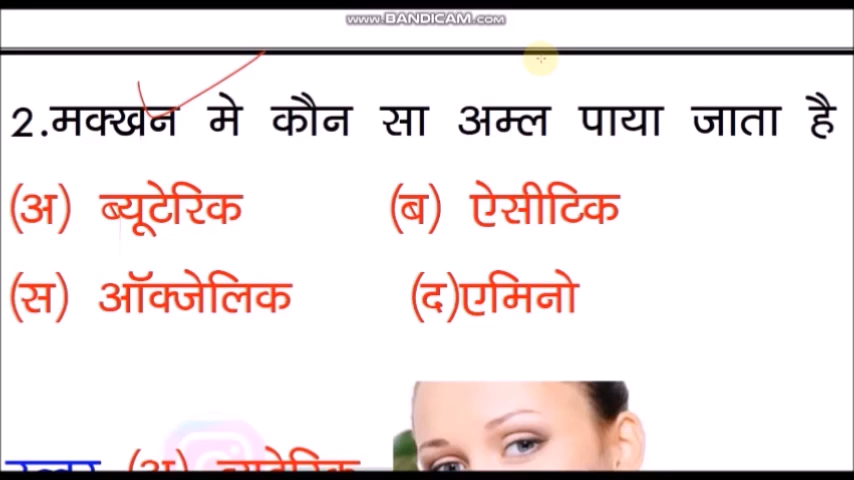 www.BANDICAM.com
2.मक्खन मे कौन सा अम्ल पाया जाता है
(अ) ब्यूटेरिक (ब) ऐसीटिक
(स) ऑक्जेलिक (द)एमिनो
(अ) ब्यूटेरिक